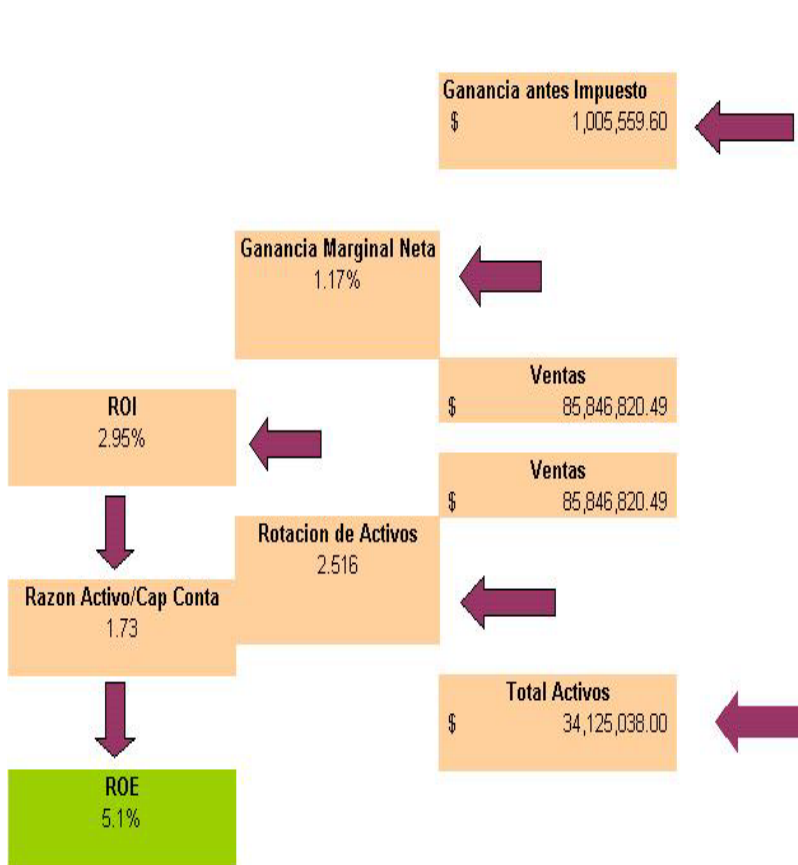 Ganancia antes Impuesto
$ 1,005,559.60
Ganancia Marginal Neta
1.17%
Ventas
$ 85,846,820.49
ROI
2.95%
Ventas
$ 85,846,820.49
Rotacion de Activos
2.516
Razon Activo/Cap Conta
1.73
Total Activos
$ 34,125,038.00
ROE
5.1%